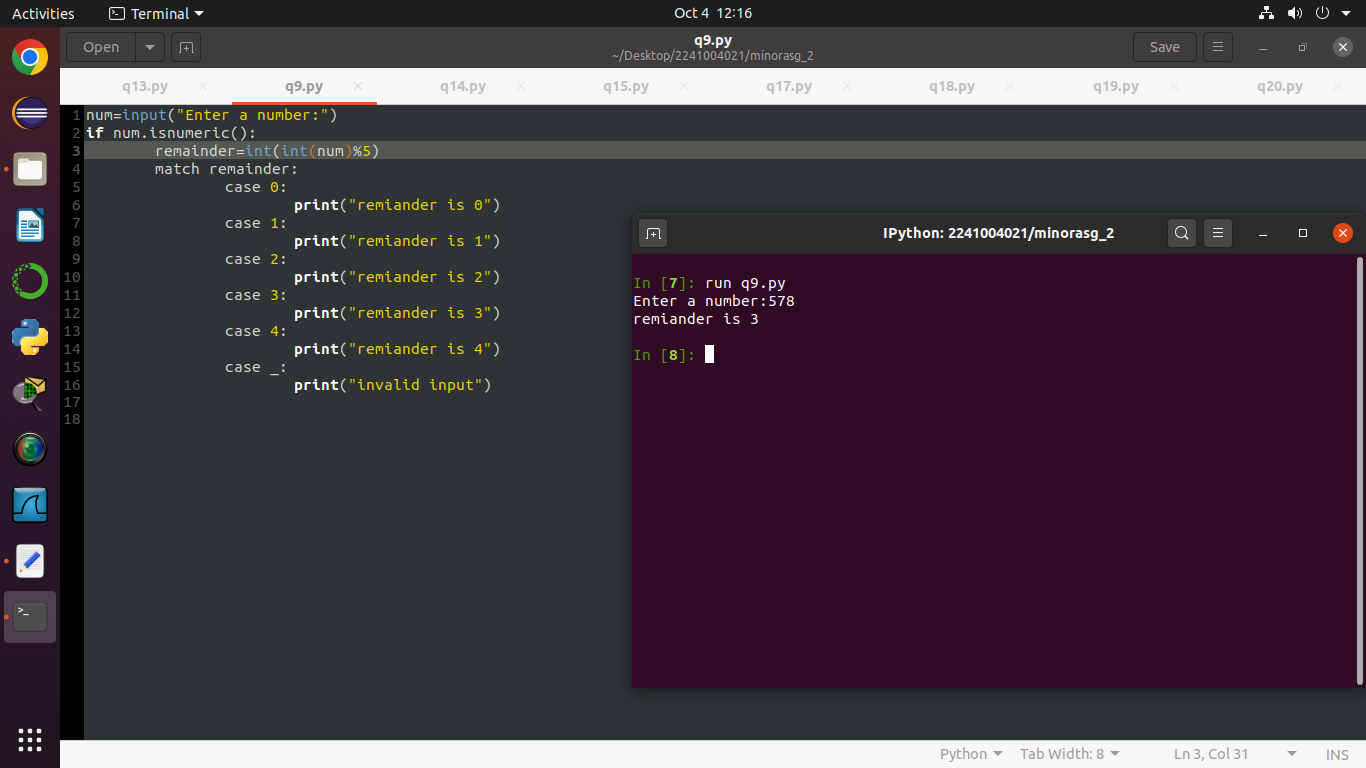 Activities
Terminal
Oct 4 12:16
Open
q9.py
~/Desktop/2241004021/minorasg_2
Save
q13.py
q9.py
q14.py
q15.py
q17.py
q18.py
q19.py
q20.py
1 num=input("Enter a number:")
2 if num.isnumeric():
3 remainder=int(int(num)%5)
4 match remainder:
5 case 0:
6 print("remiander is 0")
7 case 1:
8 print("remiander is 1")
9 case 2:
10 print("remiander is 2")
11 case 3:
12 print("remiander is 3")
13 case 4:
14 print("remiander is 4")
15 case _:
16 print("invalid input")
17
18
IPython: 2241004021/minorasg_2
In [7]: run q9.py
Enter a number:578
remiander is 3
In [8]:
Python
Tab Width: 8
Ln 3, Col 31
INS